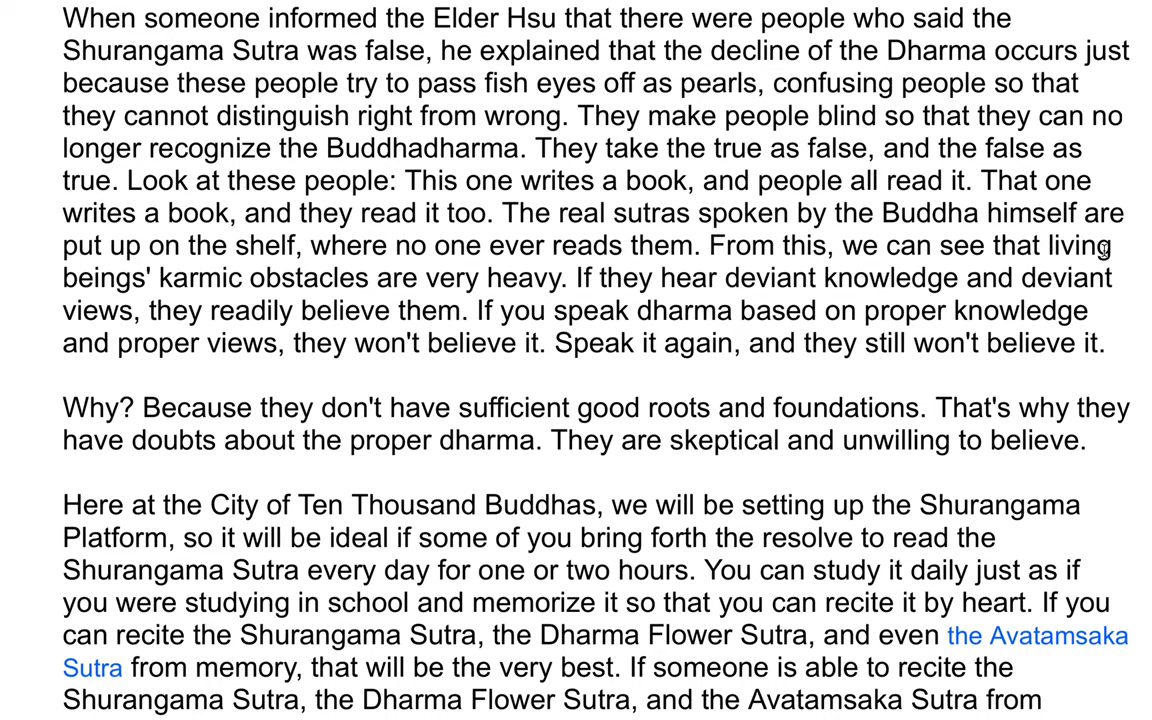 When someone informed the Elder Hsu that there were people who said the
Shurangama Sutra was false, he explained that the decline of the Dharma occurs just
because these people try to pass fish eyes off as pearls, confusing people so that
they cannot distinguish right from wrong. They make people blind so that they can no
longer recognize the Buddhadharma. They take the true as false, and the false as
true. Look at these people: This one writes a book, and people all read it. That one
writes a book, and they read it too. The real sutras spoken by the Buddha himself are
put up on the shelf, where no one ever reads them. From this, we can see that living
beings' karmic obstacles are very heavy. If they hear deviant knowledge and deviant
views, they readily believe them. If you speak dharma based on proper knowledge
and proper views, they won't believe it. Speak it again, and they still won't believe it.
Why? Because they don't have sufficient good roots and foundations. That's why they
have doubts about the proper dharma. They are skeptical and unwilling to believe.
Here at the City of Ten Thousand Buddhas, we will be setting up the Shurangama
Platform, so it will be ideal if some of you bring forth the resolve to read the
Shurangama Sutra every day for one or two hours. You can study it daily just as if
you were studying in school and memorize it so that you can recite it by heart. If you
can recite the Shurangama Sutra, the Dharma Flower Sutra, and even the Avatamsaka
Sutra from memory, that will be the very best. If someone is able to recite the
Shurangama Sutra, the Dharma Flower Sutra, and the Avatamsaka Sutra from